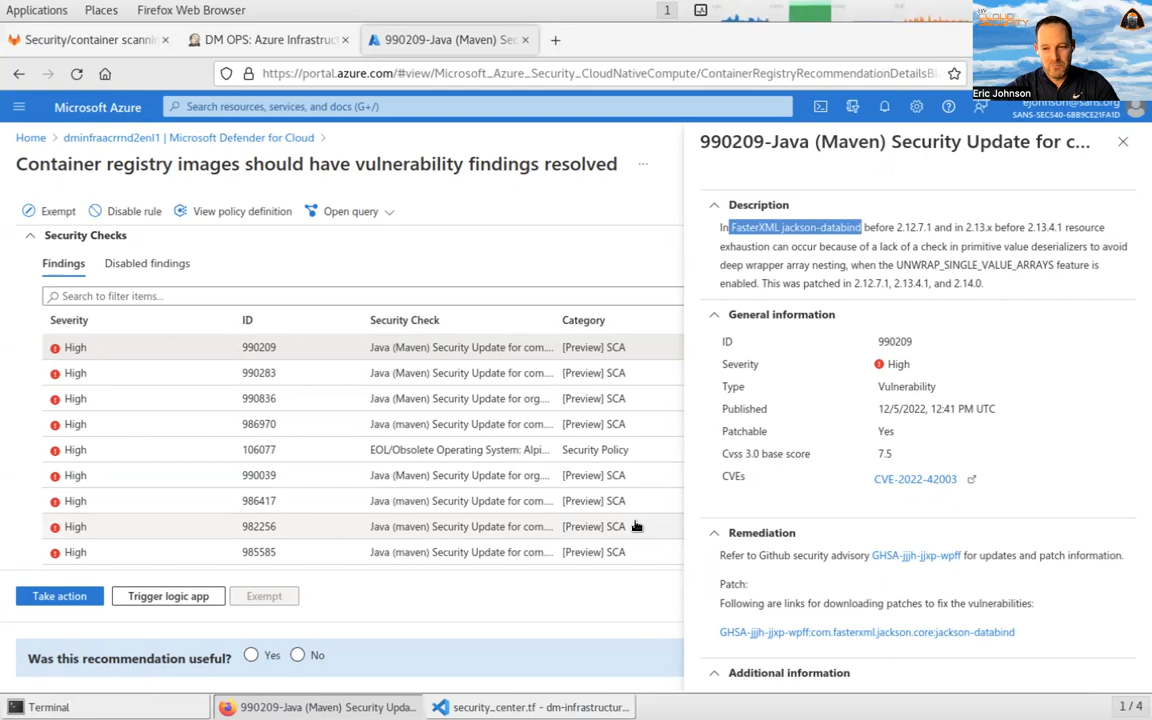 Applications Places Firefox Web Browser 1
Security/container scannin × DM OPS: Azure Infrastruct × 990209-Java (Maven) Sec × +
https://portal.azure.com/#view/Microsoft_Azure_Security_CloudNativeCompute/ContainerRegistryRecommendationDetailsBl
CLOUD SECURITY
Eric Johnson
Microsoft Azure Search resources, services, and docs (G+/) ejohnson@sans.org
SANS-SEC540-6BB9CE21FA1D
Home > dminfraacrrnd2enl1 | Microsoft Defender for Cloud >
Container registry images should have vulnerability findings resolved ...
Exempt Disable rule View policy definition Open query
Security Checks
Findings Disabled findings
Search to filter items...
Severity ID Security Check Category
High 990209 Java (Maven) Security Update for com.... [Preview] SCA
High 990283 Java (Maven) Security Update for com.... [Preview] SCA
High 990836 Java (Maven) Security Update for org.... [Preview] SCA
High 986970 Java (Maven) Security Update for com.... [Preview] SCA
High 106077 EOL/Obsolete Operating System: Alpi... Security Policy
High 990039 Java (Maven) Security Update for org.... [Preview] SCA
High 986417 Java (maven) Security Update for com.... [Preview] SCA
High 982256 Java (maven) Security Update for com.... [Preview] SCA
High 985585 Java (maven) Security Update for com.... [Preview] SCA
Take action Trigger logic app Exempt
Was this recommendation useful? Yes No
990209-Java (Maven) Security Update for c... ×
Description
In FasterXML jackson-databind before 2.12.7.1 and in 2.13.x before 2.13.4.1 resource
exhaustion can occur because of a lack of a check in primitive value deserializers to avoid
deep wrapper array nesting, when the UNWRAP_SINGLE_VALUE_ARRAYS feature is
enabled. This was patched in 2.12.7.1, 2.13.4.1, and 2.14.0.
General information
ID 990209
Severity High
Type Vulnerability
Published 12/5/2022, 12:41 PM UTC
Patchable Yes
Cvss 3.0 base score 7.5
CVEs CVE-2022-42003
Remediation
Refer to Github security advisory GHSA-jjjh-jjxp-wpff for updates and patch information.
Patch:
Following are links for downloading patches to fix the vulnerabilities:
GHSA-jjjh-jjxp-wpff:com.fasterxml.jackson.core:jackson-databind
Additional information
Terminal 990209-Java (Maven) Security Upda... security_center.tf - dm-infrastructur... 1 / 4